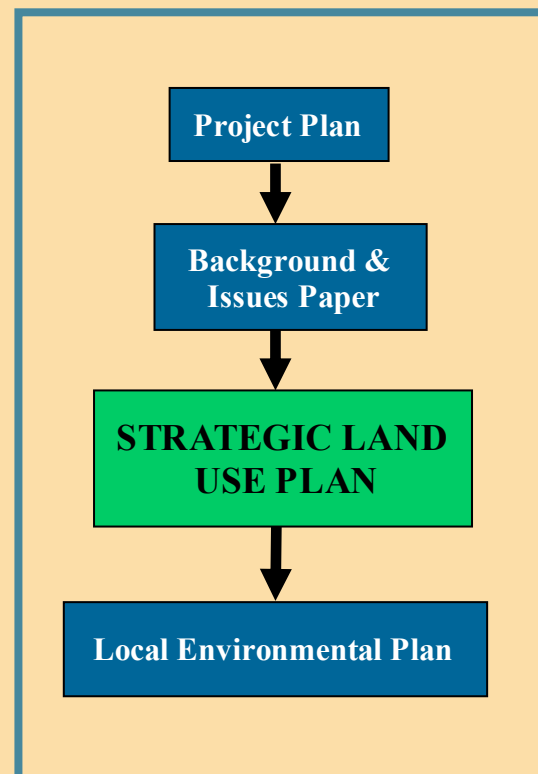 Project Plan
Background &
Issues Paper
STRATEGIC LAND
USE PLAN
Local Environmental Plan